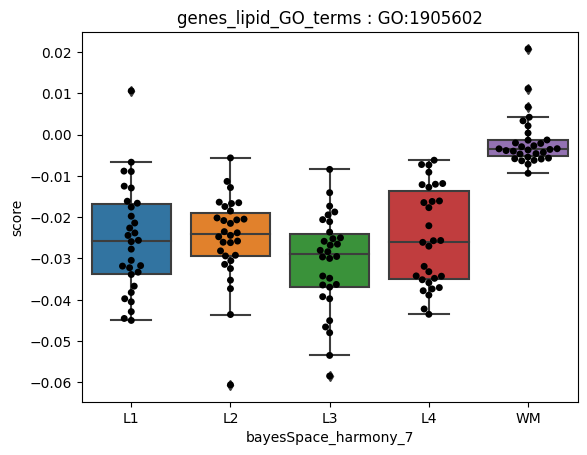 genes_lipid_GO_terms : GO:1905602
0.02
0.01
0.00
−0.01
−0.02
−0.03
−0.04
−0.05
−0.06
score
L1 L2 L3 L4 WM
bayesSpace_harmony_7